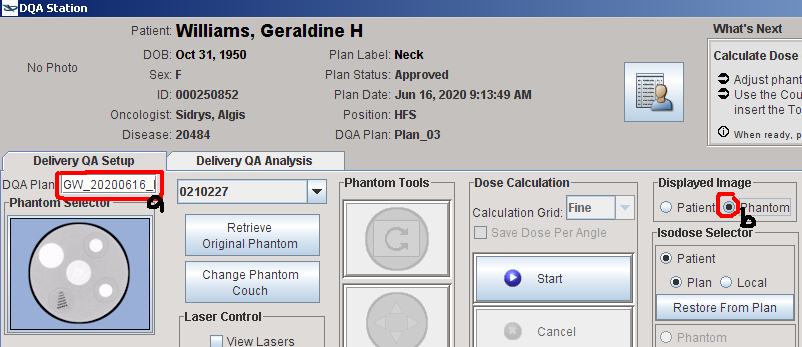 DQA Station
Patient: Williams, Geraldine H
DOB: Oct 31, 1950
Sex: F
ID: 000250852
Oncologist: Sidrys, Algis
Disease: 20484
No Photo
Plan Label: Neck
Plan Status: Approved
Plan Date: Jun 16, 2020 9:13:49 AM
Position: HFS
DQA Plan: Plan_03
What's Next
Calculate Dose
Adjust phant
Use the Cou
insert the To
When ready, p
Delivery QA Setup
Delivery QA Analysis
DQA Plan: GW_20200616_
a
Phantom Selector
0210227
Retrieve
Original Phantom
Change Phantom
Couch
Laser Control
View Lasers
Phantom Tools
Dose Calculation
Calculation Grid: Fine
Save Dose Per Angle
Start
Cancel
Displayed Image
Patient Phantom
b
Isodose Selector
Patient
Plan Local
Restore From Plan
Phantom